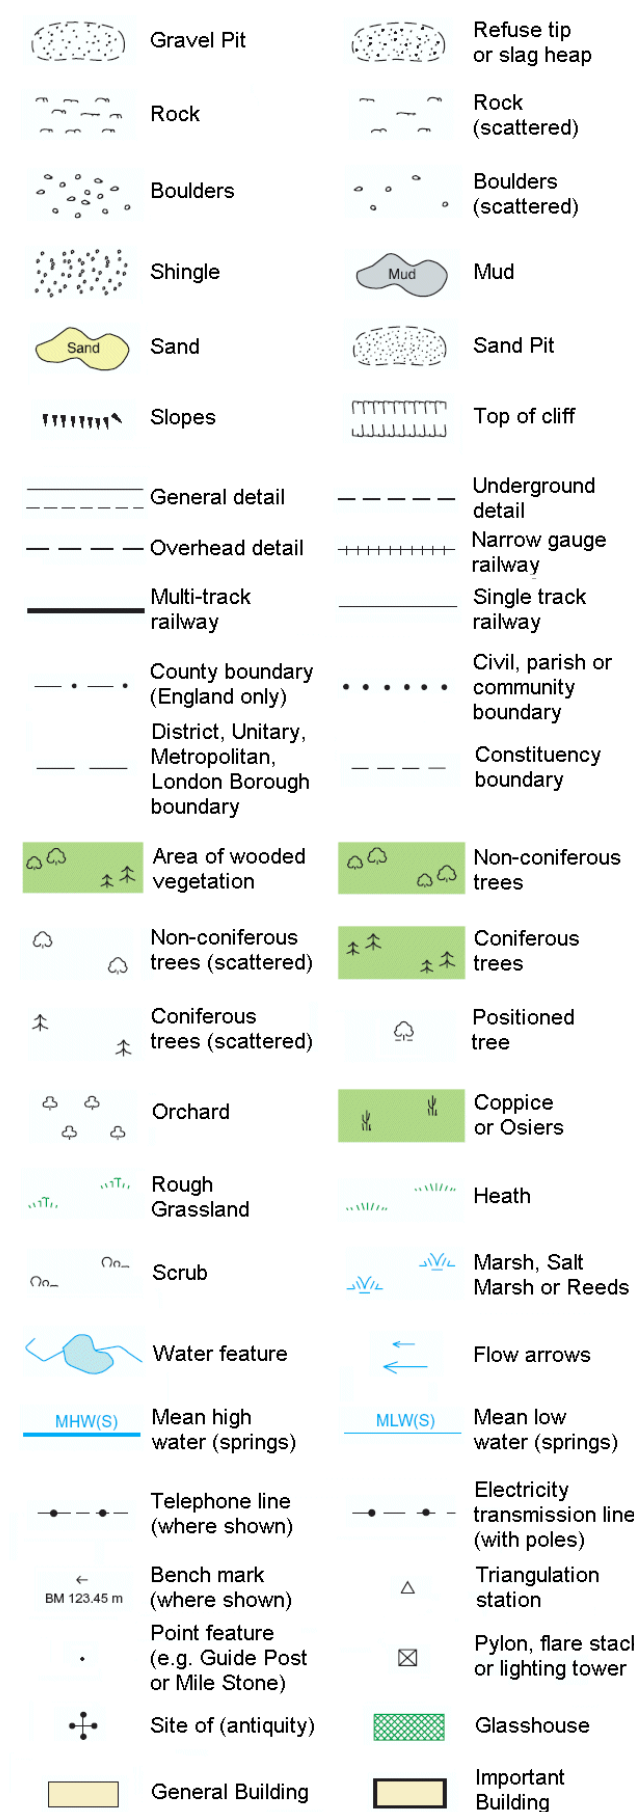 Gravel Pit
Refuse tip
or slag heap
Rock
Rock
(scattered)
Boulders
Boulders
(scattered)
Shingle
Mud
Mud
Sand
Sand
Sand Pit
Slopes
Top of cliff
General detail
Underground
detail
Overhead detail
Narrow gauge
railway
Multi-track
railway
Single track
railway
County boundary
(England only)
Civil, parish or
community
boundary
District, Unitary,
Metropolitan,
London Borough
boundary
Constituency
boundary
Area of wooded
vegetation
Non-coniferous
trees
Non-coniferous
trees (scattered)
Coniferous
trees
Coniferous
trees (scattered)
Positioned
tree
Orchard
Coppice
or Osiers
Rough
Grassland
Heath
Scrub
Marsh, Salt
Marsh or Reeds
Water feature
Flow arrows
MHW(S)
Mean high
water (springs)
MLW(S)
Mean low
water (springs)
Telephone line
(where shown)
Electricity
transmission line
(with poles)
BM 123.45 m
Bench mark
(where shown)
Triangulation
station
Point feature
(e.g. Guide Post
or Mile Stone)
Pylon, flare stack
or lighting tower
Site of (antiquity)
Glasshouse
General Building
Important
Building